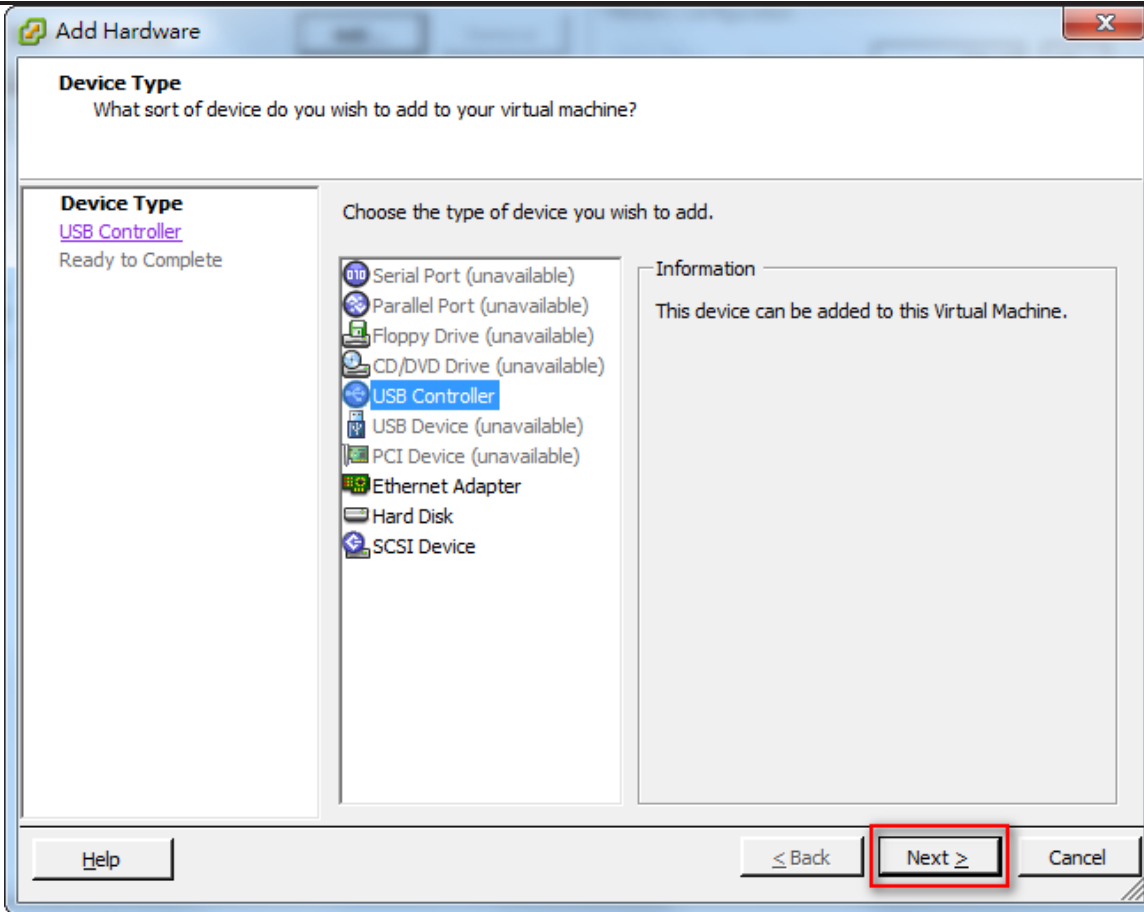 Add Hardware
Device Type
What sort of device do you wish to add to your virtual machine?
Device Type
USB Controller
Ready to Complete
Choose the type of device you wish to add.
Serial Port (unavailable)
Parallel Port (unavailable)
Floppy Drive (unavailable)
CD/DVD Drive (unavailable)
USB Controller
USB Device (unavailable)
PCI Device (unavailable)
Ethernet Adapter
Hard Disk
SCSI Device
Information
This device can be added to this Virtual Machine.
Help
< Back
Next >
Cancel